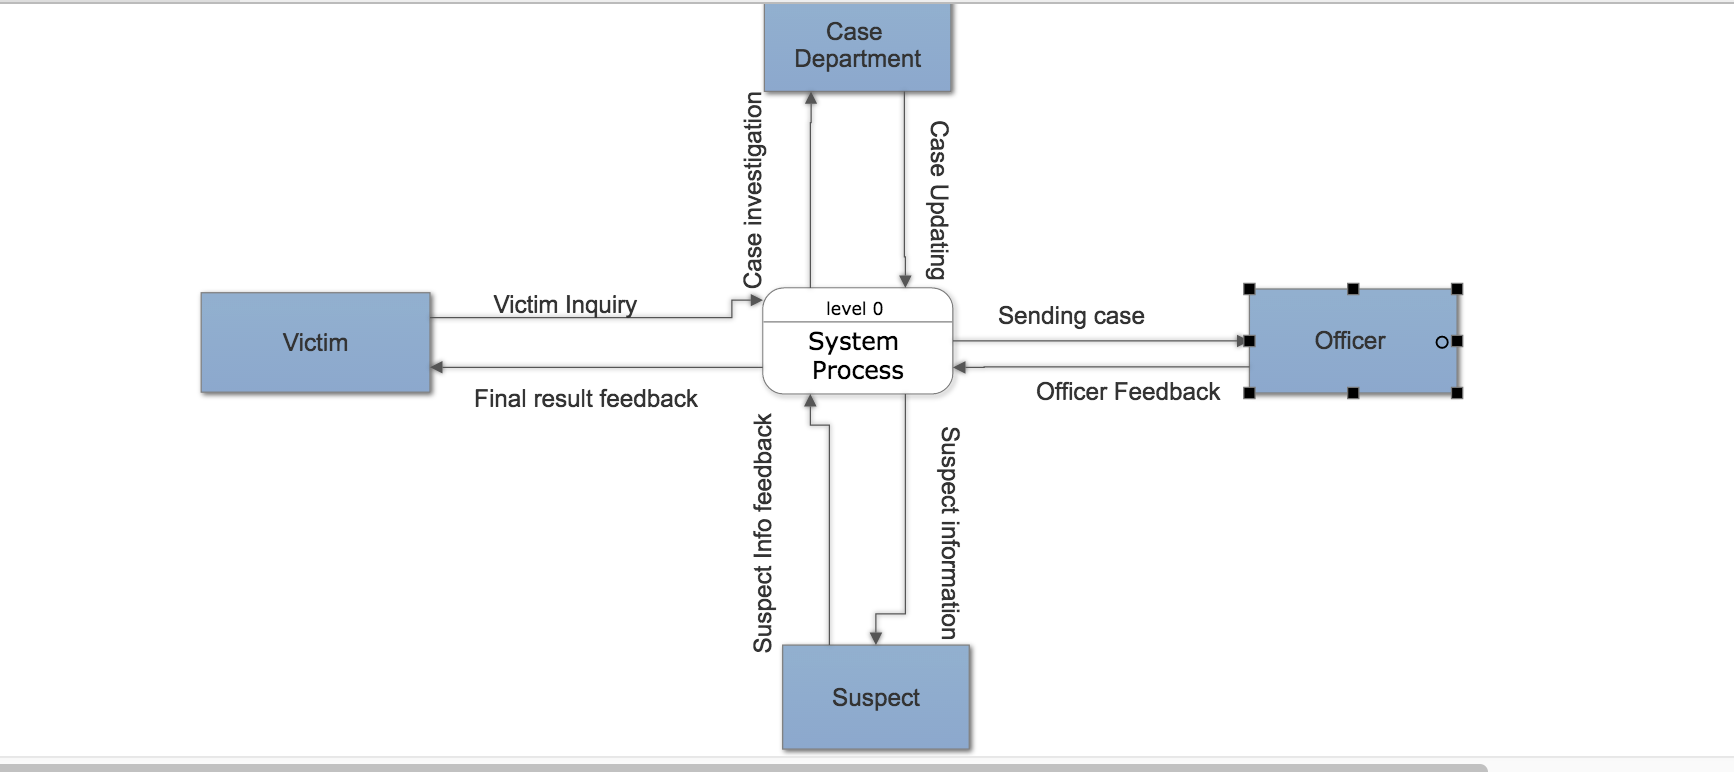 Case
Department
Case investigation
Case Updating
Victim Inquiry
level 0
Sending case
Victim
System
Process
Officer
Final result feedback
Officer Feedback
Suspect Info feedback
Suspect information
Suspect